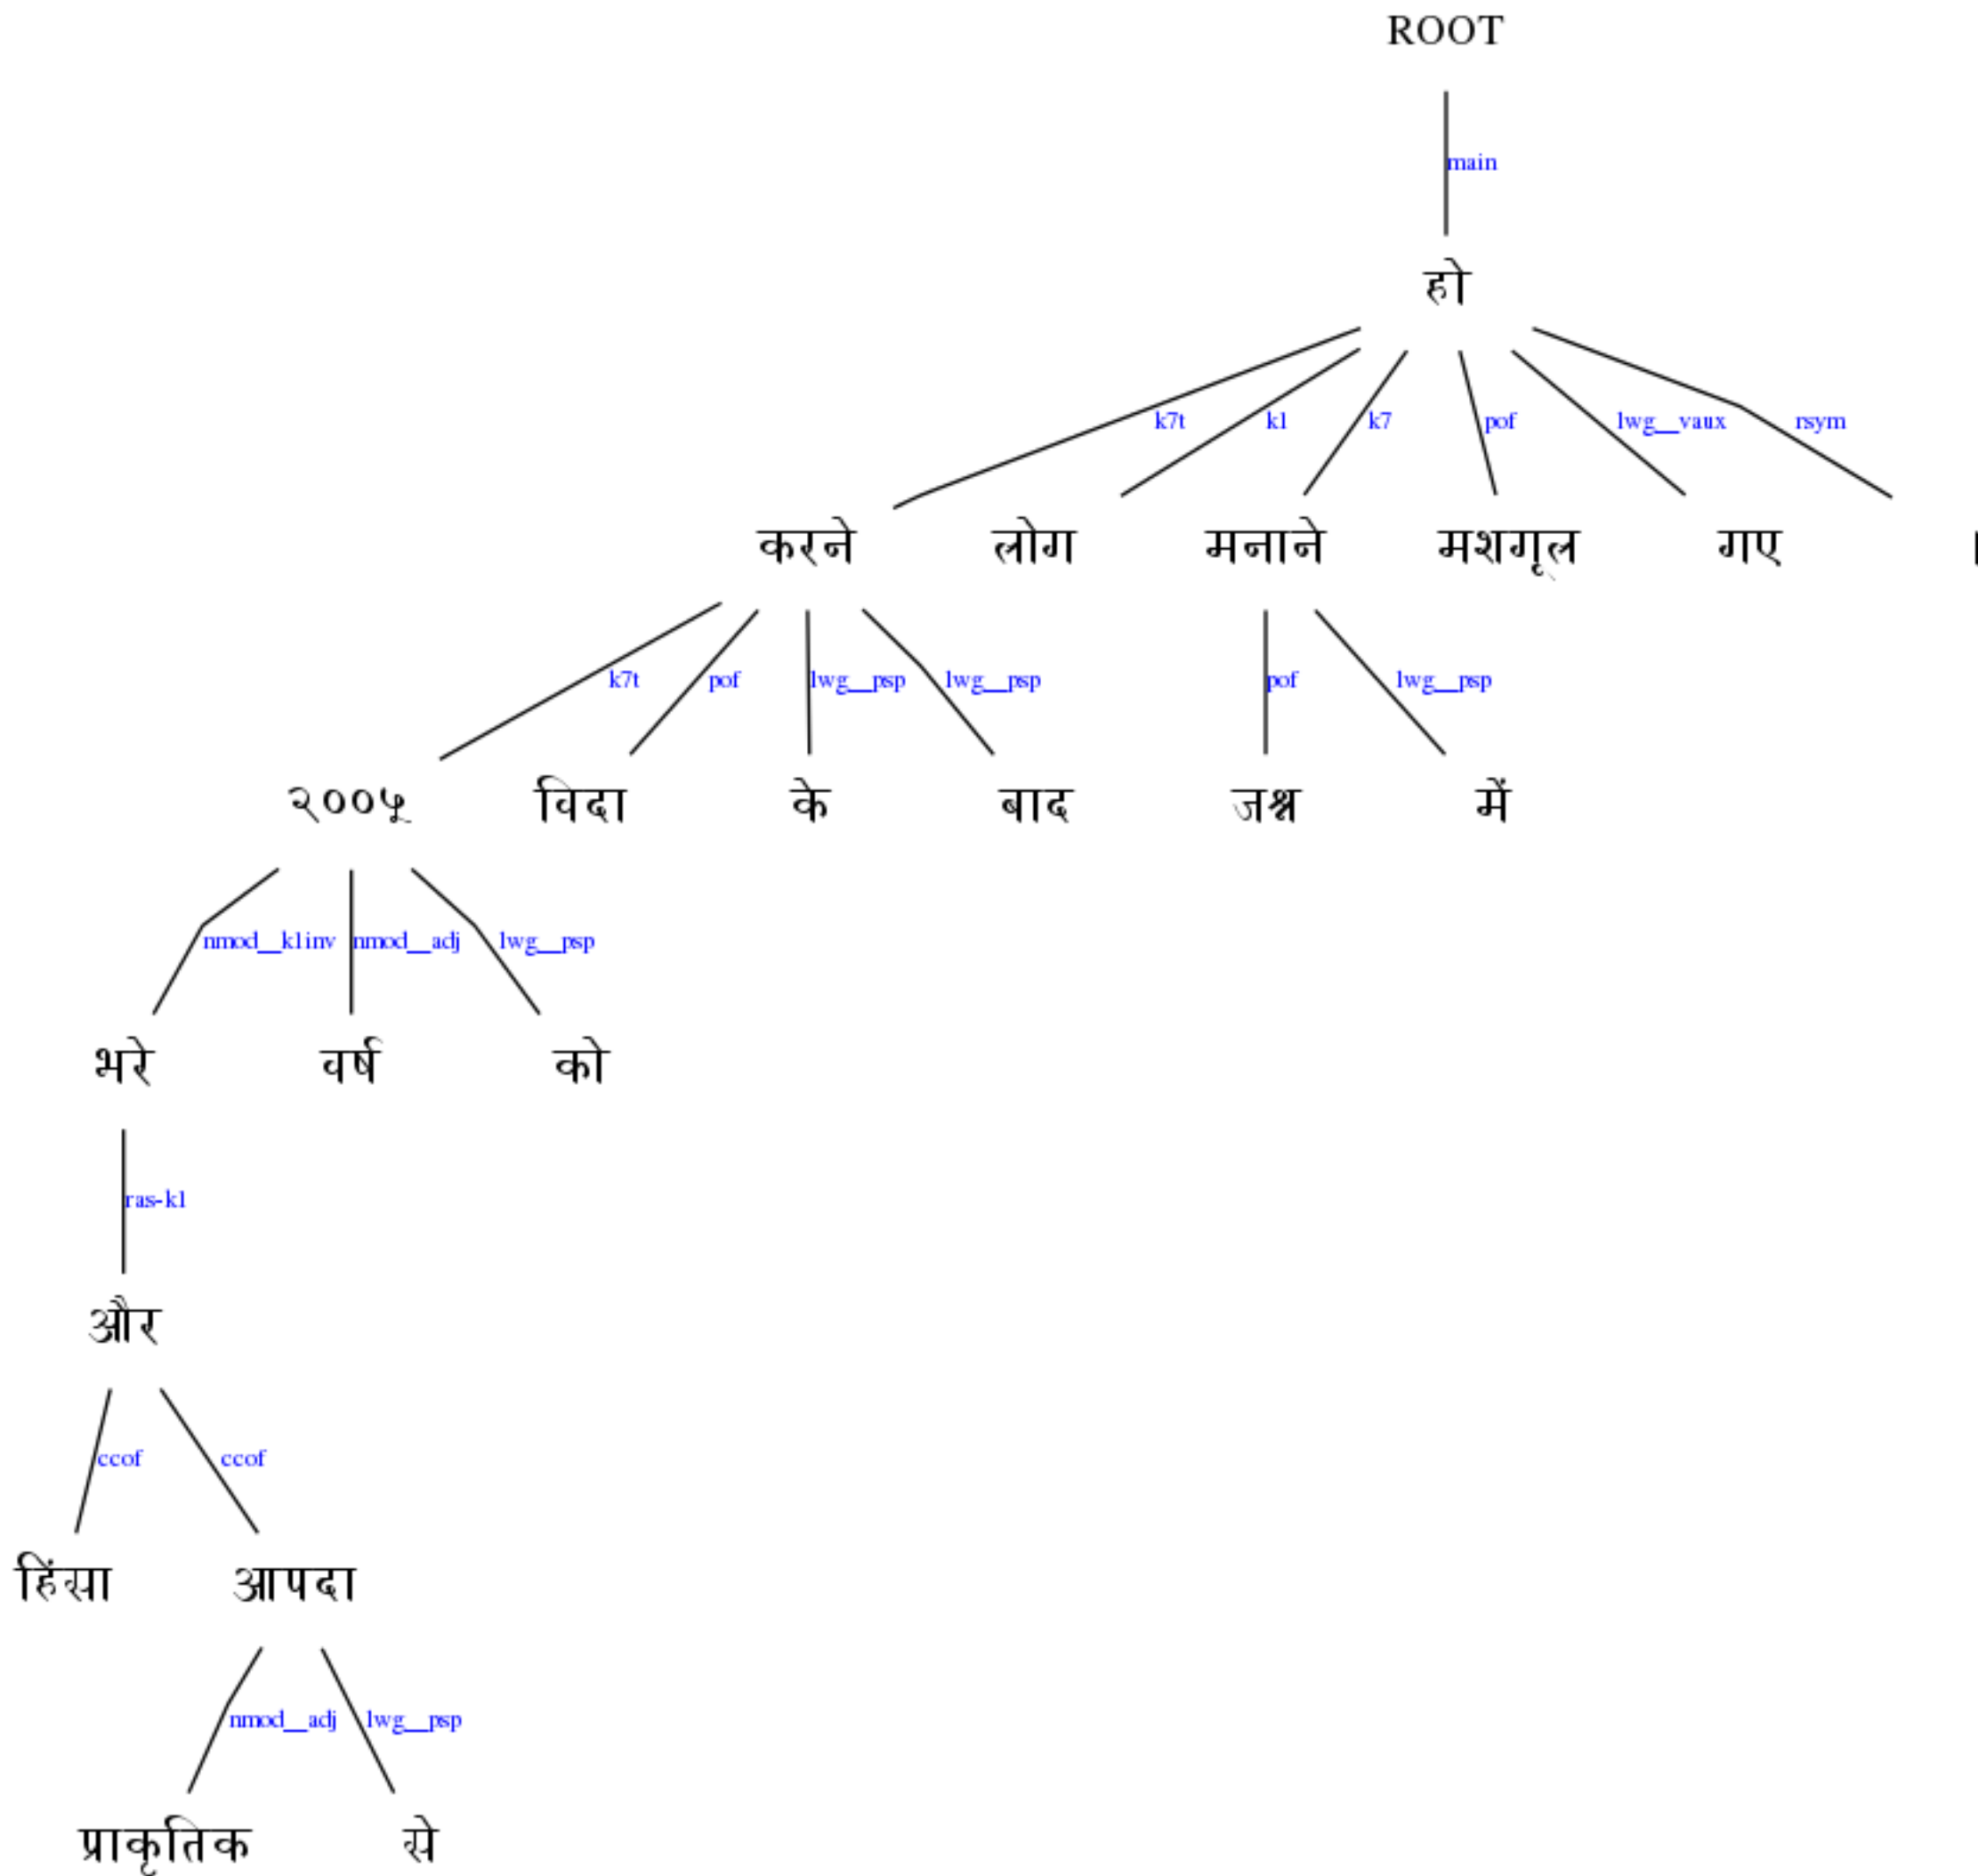 ROOT
main
हो
k7t k1 k7 pof lwg__vaux rsym
करने लोग मनाने मशगूल गए ।
k7t pof lwg__psp lwg__psp pof lwg__psp
२००५ विदा के बाद जश्न में
nmod__k1inv nmod__adj lwg__psp
भरे वर्ष को
ras-k1
और
ccof ccof
हिंसा आपदा
nmod__adj lwg__psp
प्राकृतिक से